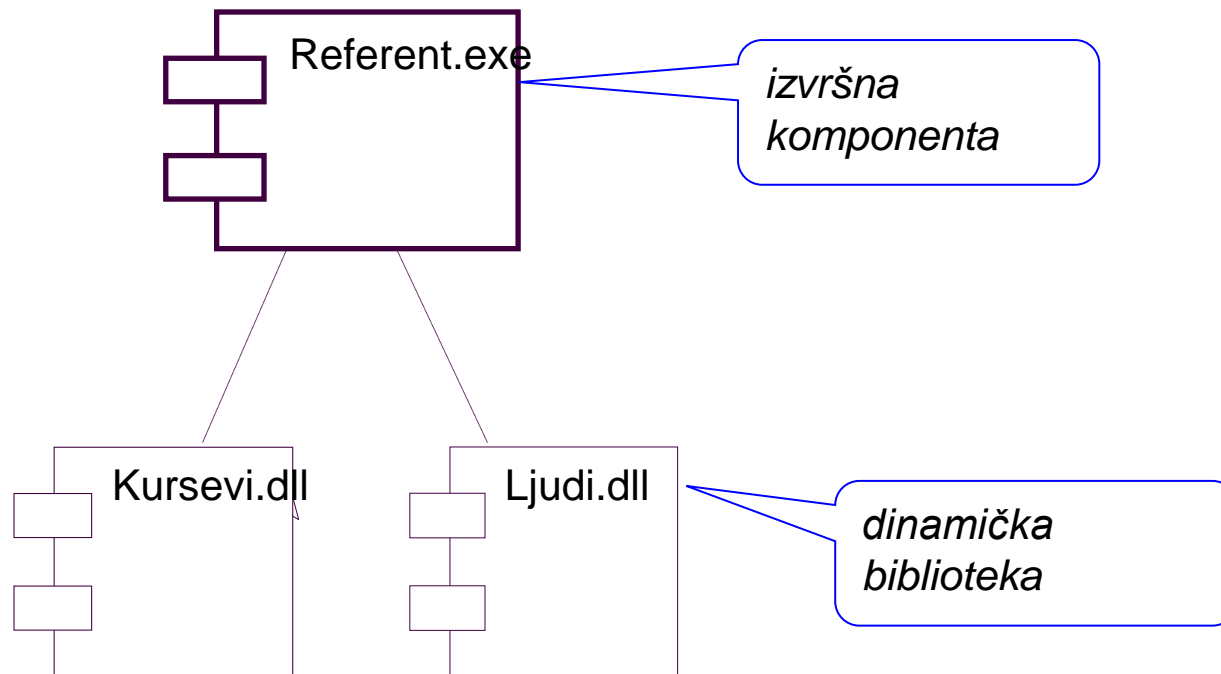 Referent.exe
izvršna
komponenta
Kursevi.dll
Ljudi.dll
dinamička
biblioteka